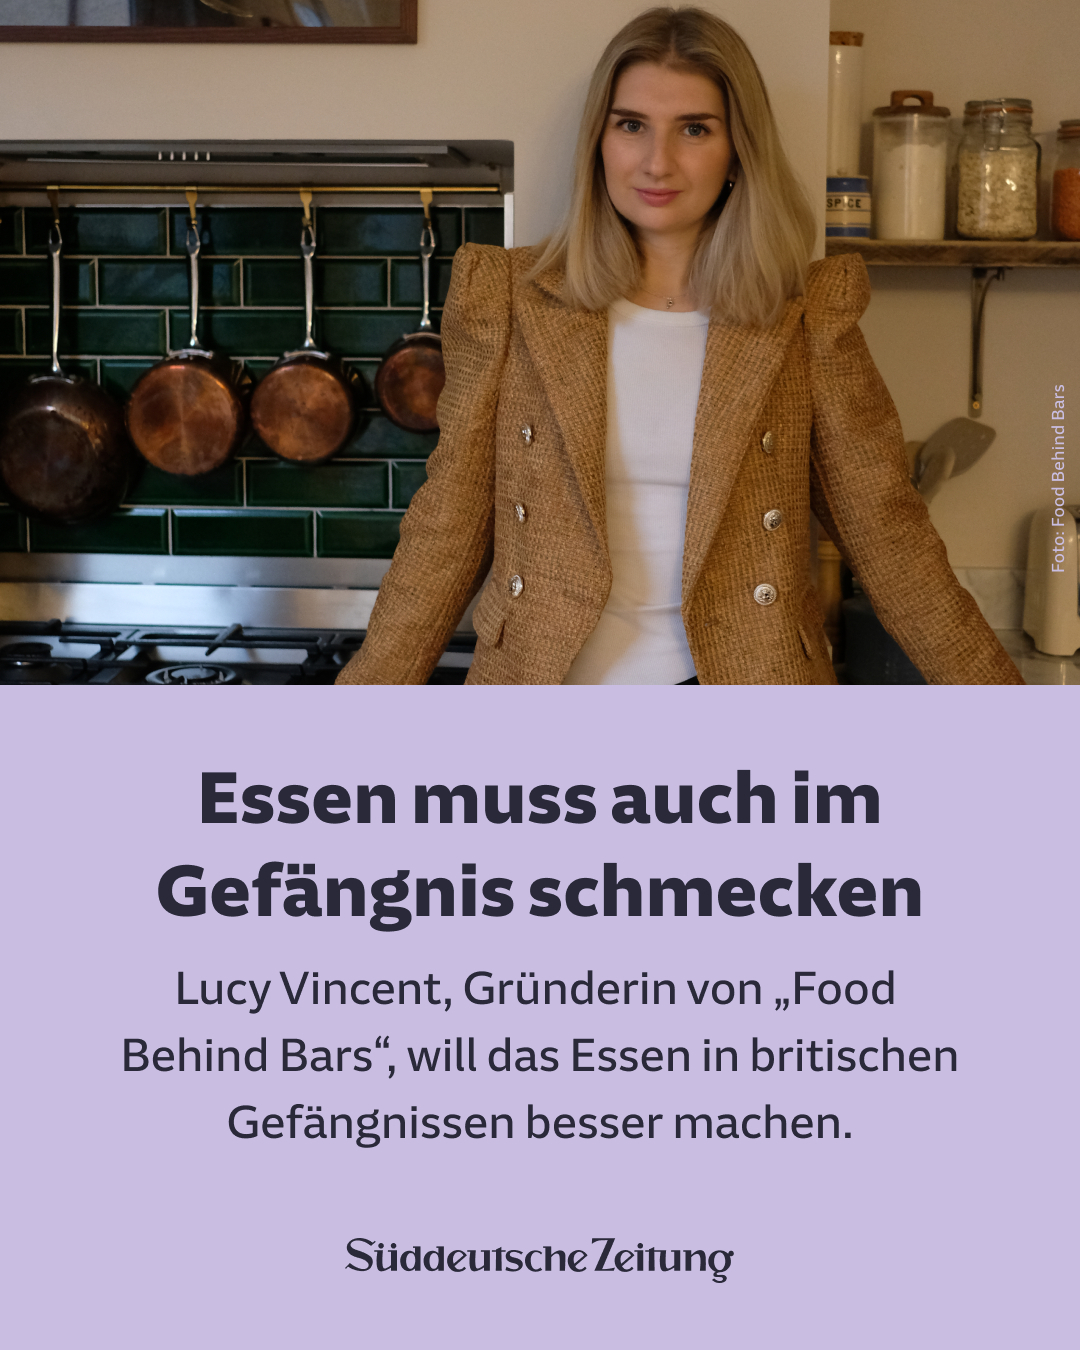 SPICE
Foto: Food Behind Bars
Essen muss auch im
Gefängnis schmecken
Lucy Vincent, Gründerin von „Food
Behind Bars“, will das Essen in britischen
Gefängnissen besser machen.
Süddeutsche Zeitung